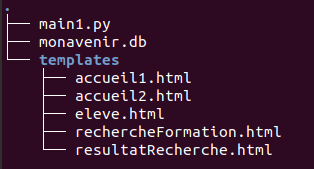 .
├── main1.py
├── monavenir.db
└── templates
    ├── accueil1.html
    ├── accueil2.html
    ├── eleve.html
    ├── rechercheFormation.html
    └── resultatRecherche.html